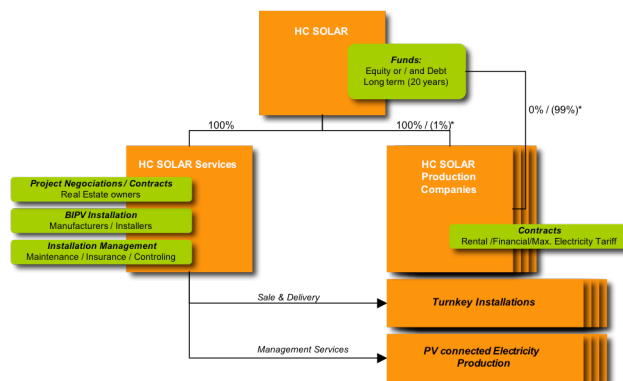 HC SOLAR
Funds:
Equity or / and Debt
Long term (20 years)
0% / (99%)*
100%
100% / (1%)*
HC SOLAR Services
HC SOLAR
Production
Companies
Project Negociations / Contracts
Real Estate owners
BIPV Installation
Manufacturers / Installers
Installation Management
Maintenance / Insurance / Controling
Contracts
Rental /Financial/Max. Electricity Tariff
Sale & Delivery
Turnkey Installations
Management Services
PV connected Electricity
Production